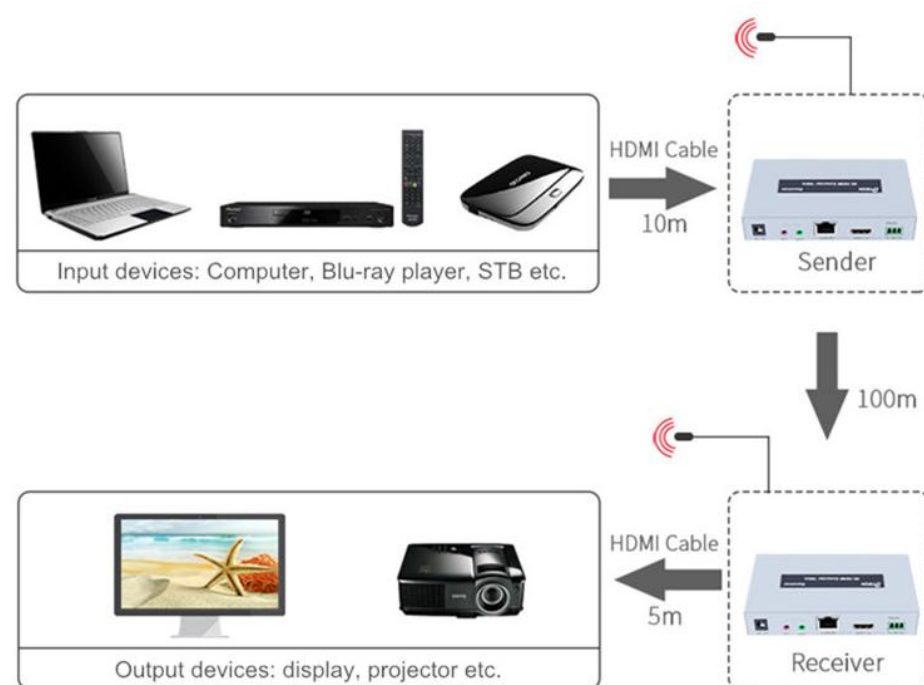 HDMI Cable
10m
Input devices: Computer, Blu-ray player, STB etc.
Sender
100m
HDMI Cable
5m
Output devices: display, projector etc.
Receiver